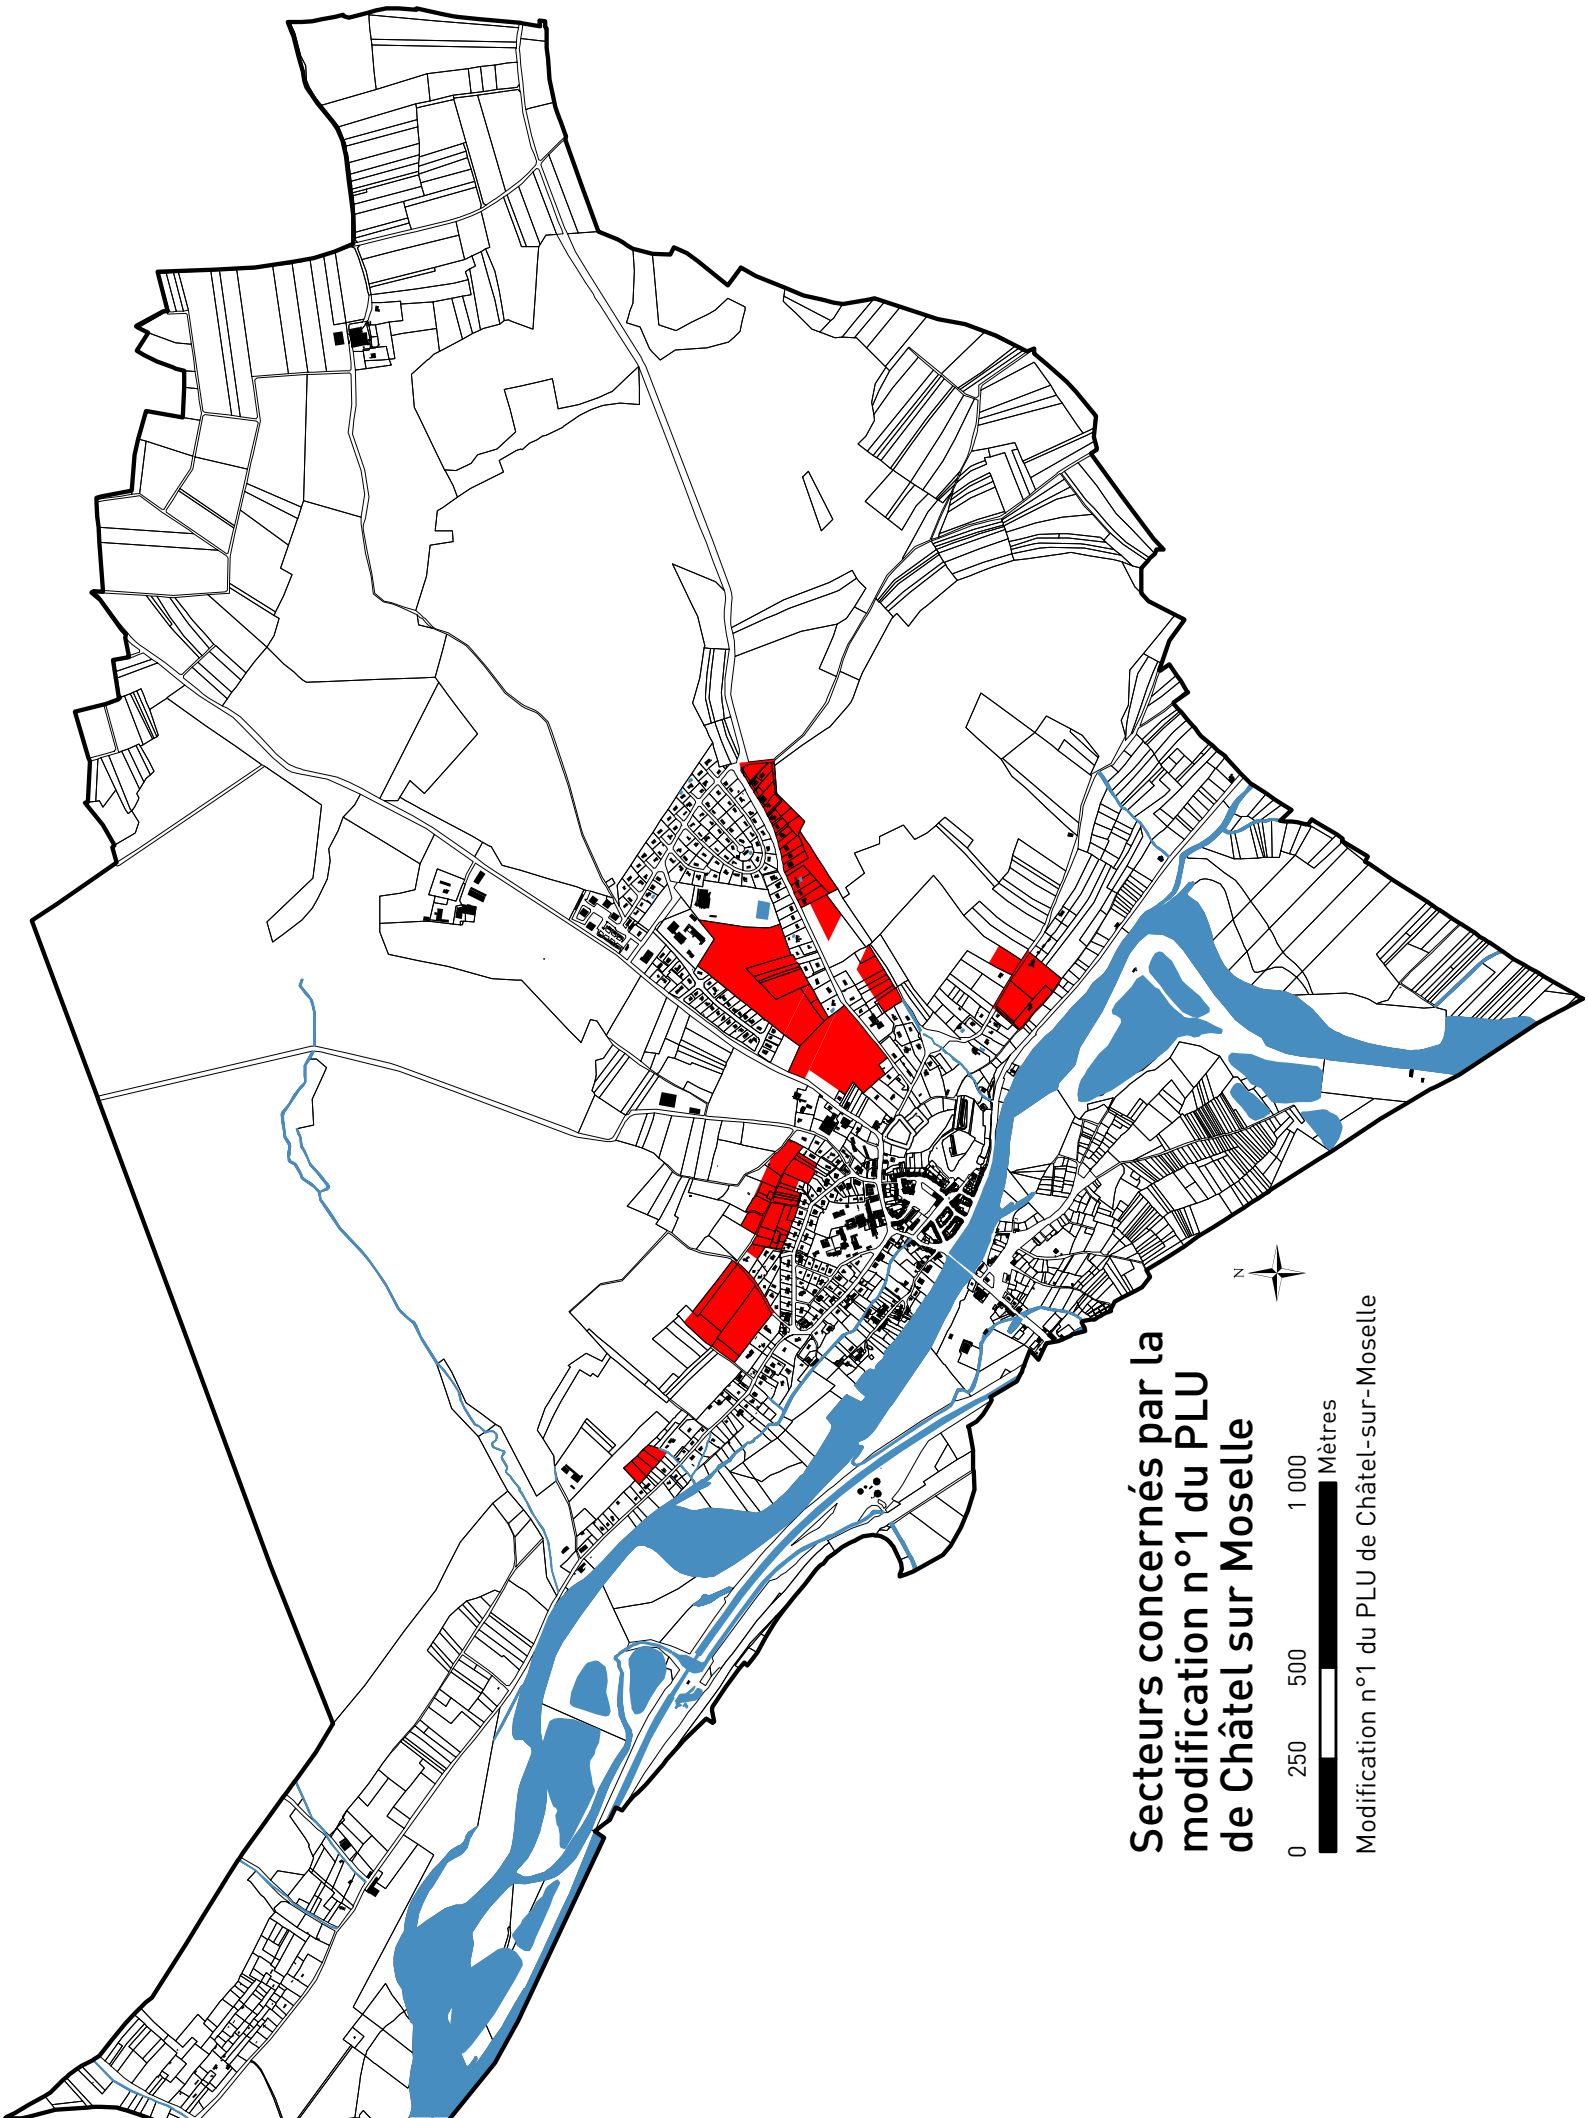 Secteurs concernés par la
modification n°1 du PLU
de Châtel sur Moselle
N
0 250 500 1 000
Mètres
Modification n°1 du PLU de Châtel-sur-Moselle